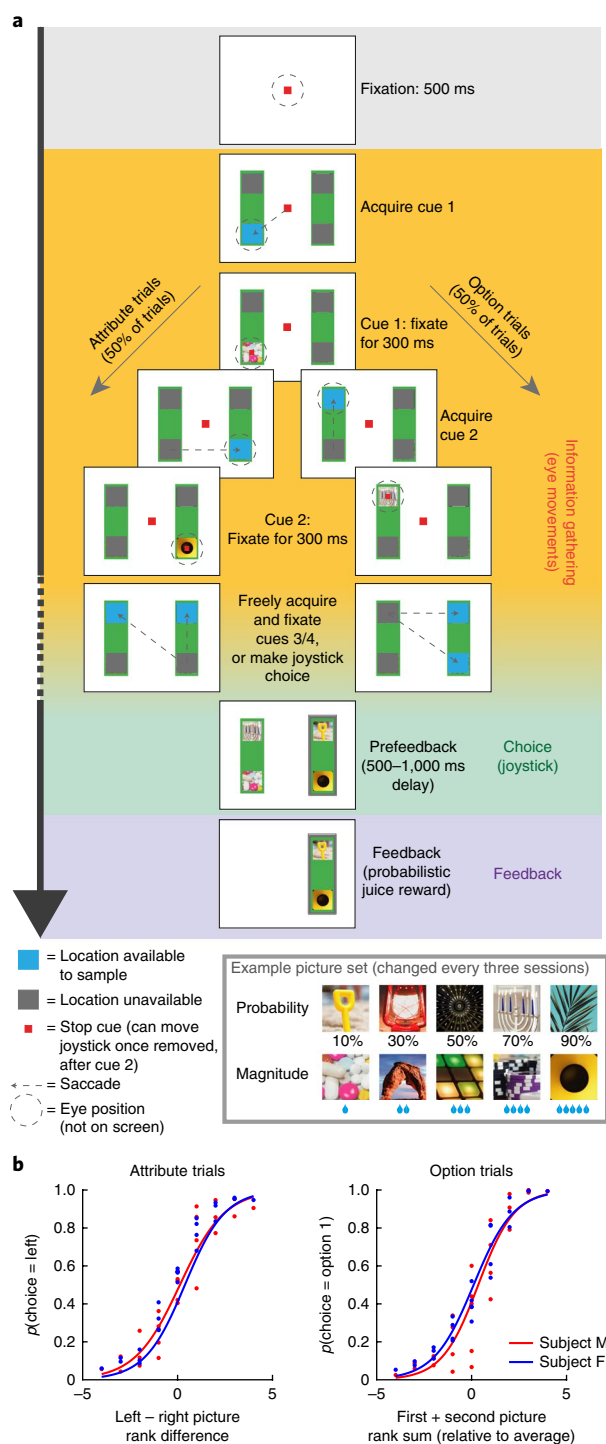 a
Fixation: 500 ms
Acquire cue 1
Attribute trials
(50% of trials)
Option trials
(50% of trials)
Cue 1: fixate
for 300 ms
Acquire
cue 2
Information gathering
(eye movements)
Cue 2:
Fixate for 300 ms
Freely acquire
and fixate
cues 3/4,
or make joystick
choice
Prefeedback
(500–1,000 ms
delay)
Choice
(joystick)
Feedback
(probabilistic
juice reward)
Feedback
= Location available
to sample
= Location unavailable
= Stop cue (can move
joystick once removed,
after cue 2)
= Saccade
= Eye position
(not on screen)
Example picture set (changed every three sessions)
Probability
10% 30% 50% 70% 90%
Magnitude
b
Attribute trials
p(choice = left)
1.0
0.8
0.6
0.4
0.2
0
−5 0 5
Left – right picture
rank difference
Option trials
p(choice = option 1)
1.0
0.8
0.6
0.4
0.2
0
Subject M
Subject F
−5 0 5
First + second picture
rank sum (relative to average)